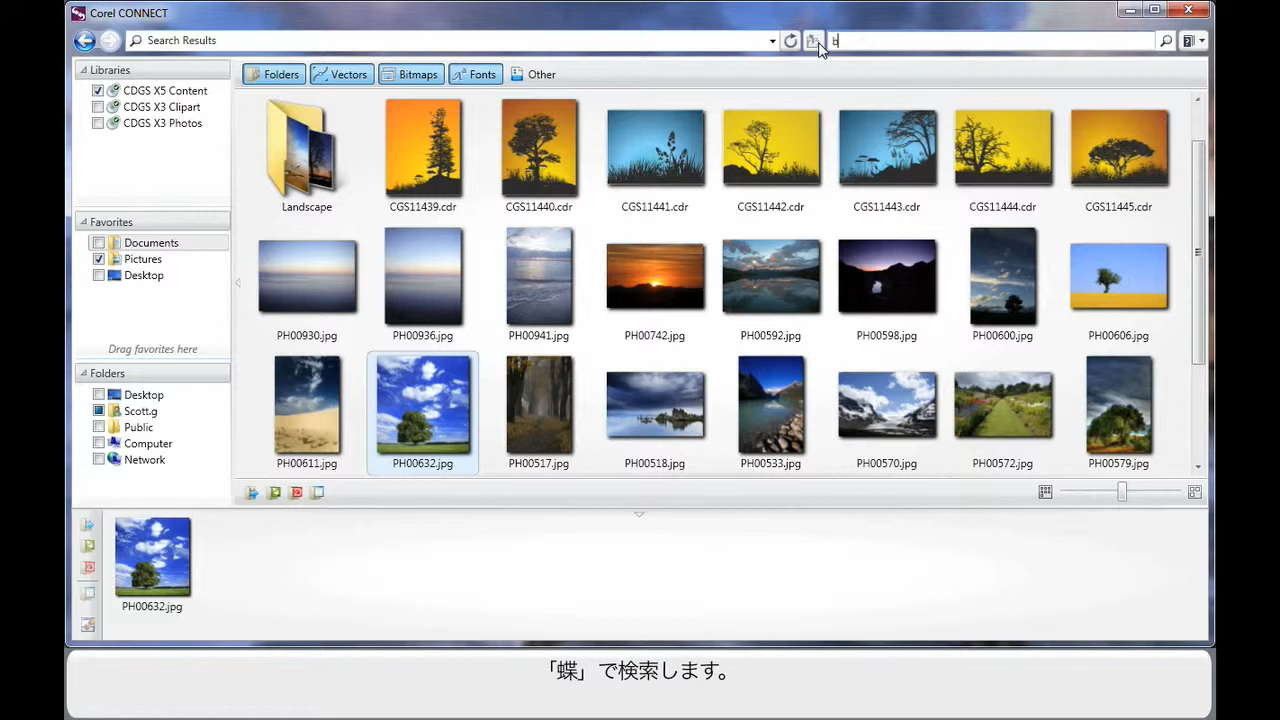 Corel CONNECT
Search Results
b
Libraries
CDGS X5 Content
CDGS X3 Clipart
CDGS X3 Photos
Favorites
Documents
Pictures
Desktop
Drag favorites here
Folders
Desktop
Scott.g
Public
Computer
Network
Folders Vectors Bitmaps Fonts Other
Landscape CGS11439.cdr CGS11440.cdr CGS11441.cdr CGS11442.cdr CGS11443.cdr CGS11444.cdr CGS11445.cdr
PH00930.jpg PH00936.jpg PH00941.jpg PH00742.jpg PH00592.jpg PH00598.jpg PH00600.jpg PH00606.jpg
PH00611.jpg PH00632.jpg PH00517.jpg PH00518.jpg PH00533.jpg PH00570.jpg PH00572.jpg PH00579.jpg
PH00632.jpg
「蝶」で検索します。